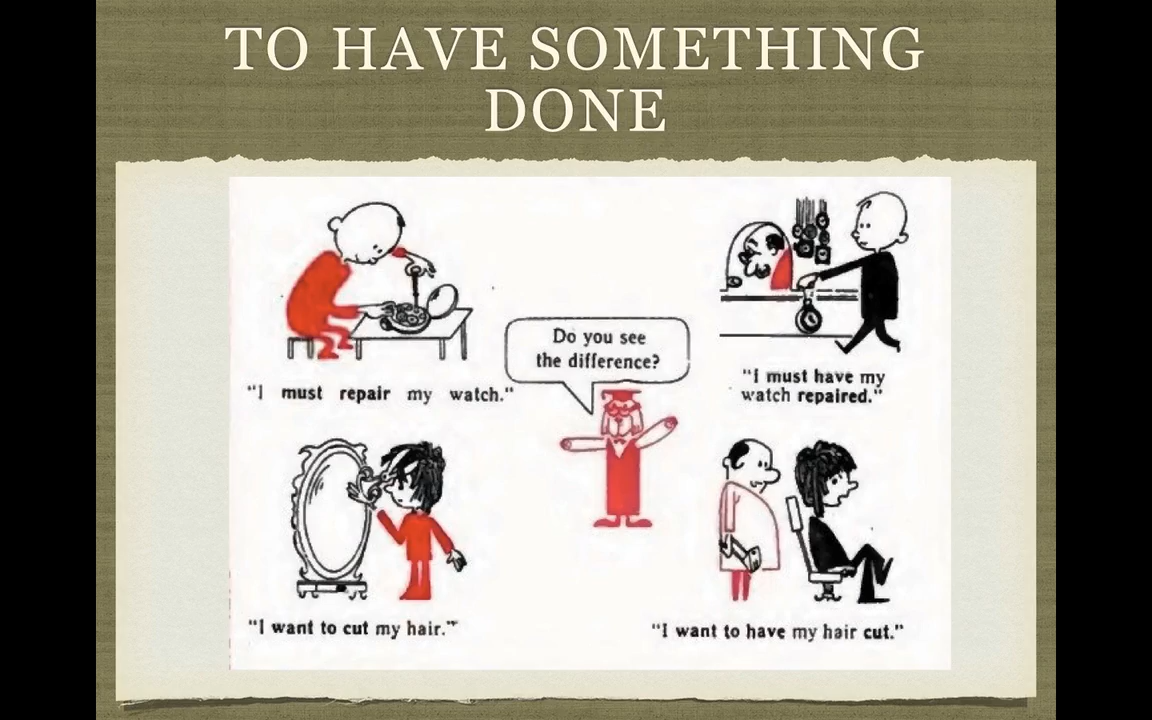 TO HAVE SOMETHING
DONE
"I must repair my watch."
Do you see
the difference?
"I must have my
watch repaired."
"I want to cut my hair."
"I want to have my hair cut."